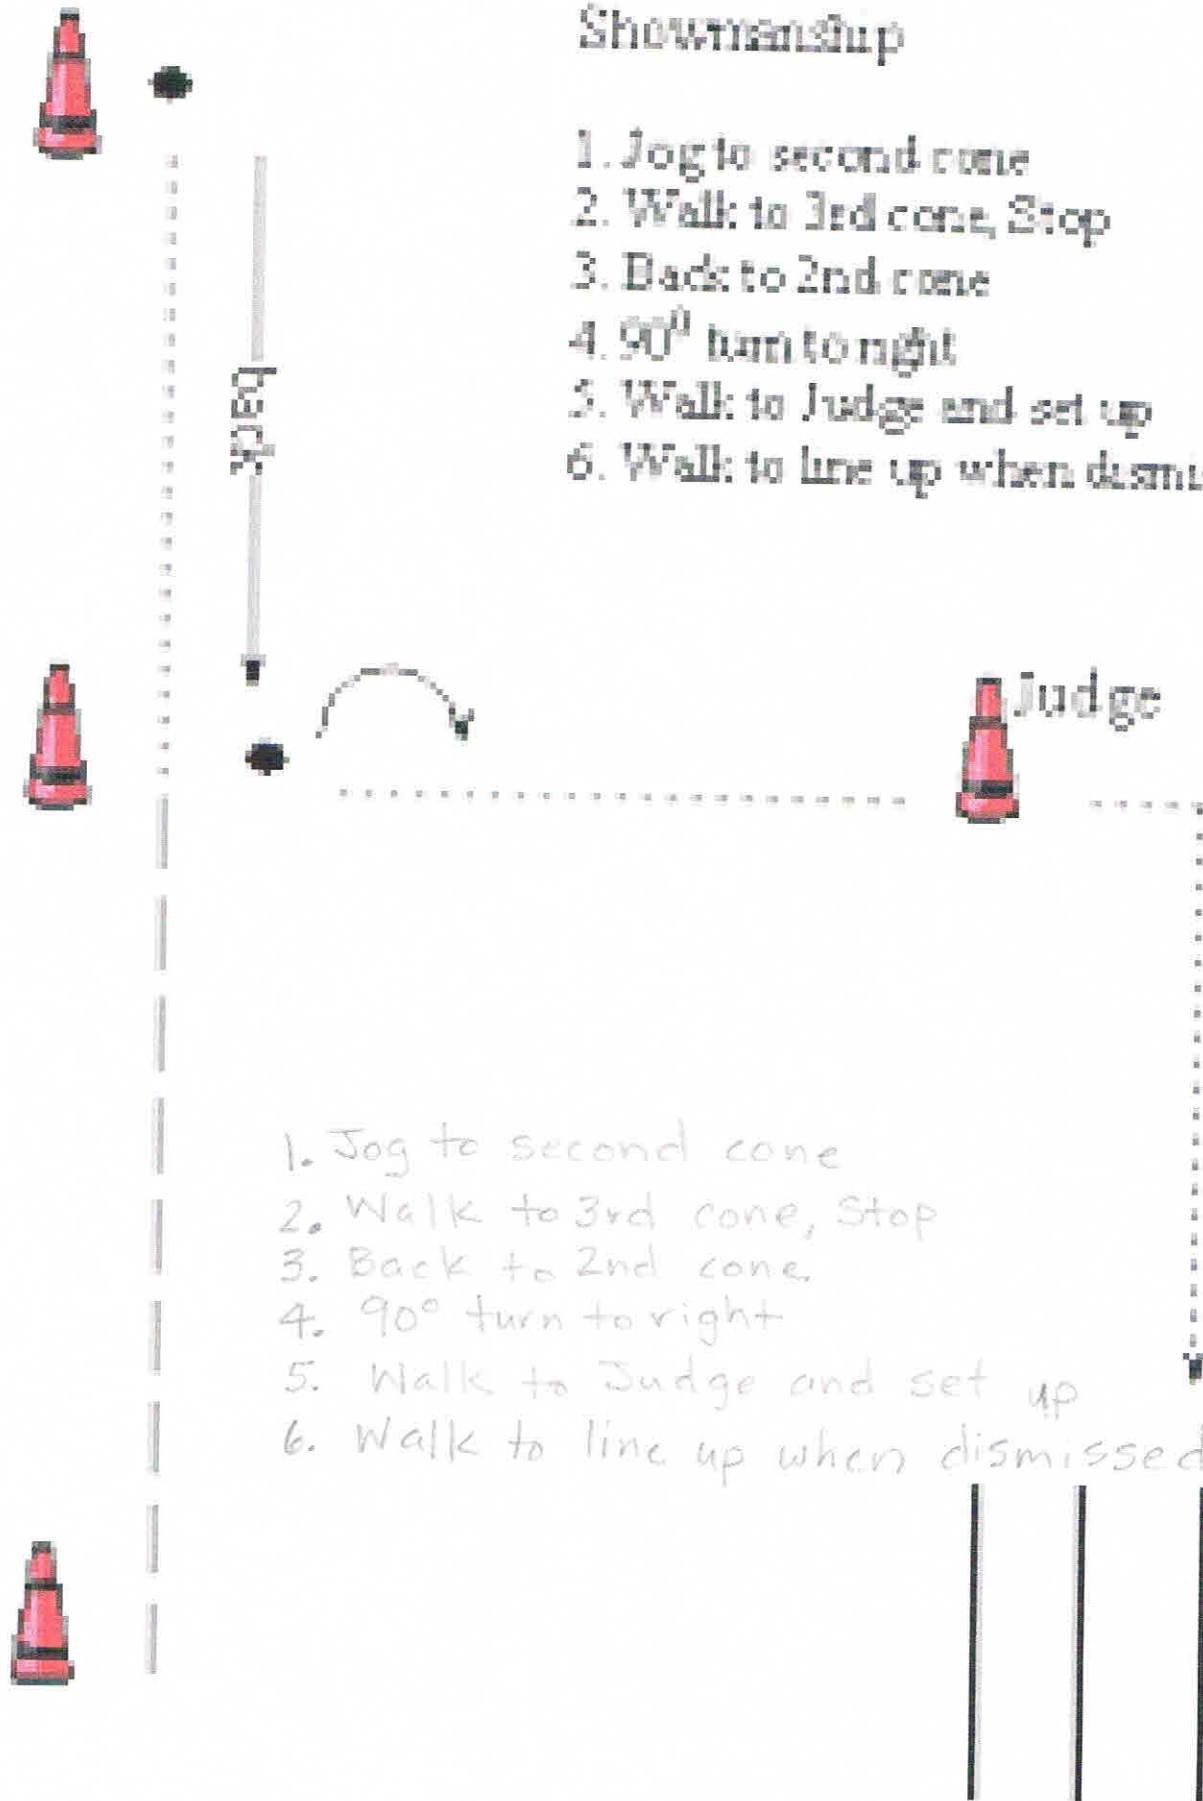 Showmanship
1. Jog to second cone
2. Walk to 3rd cone, Stop
3. Back to 2nd cone
4. 90⁰ turn to right
5. Walk to Judge and set up
6. Walk to line up when dismis
back
Judge
1. Jog to second cone
2. Walk to 3rd cone, Stop
3. Back to 2nd cone.
4. 90° turn to right
5. Walk to Judge and set up
6. Walk to line up when dismissed